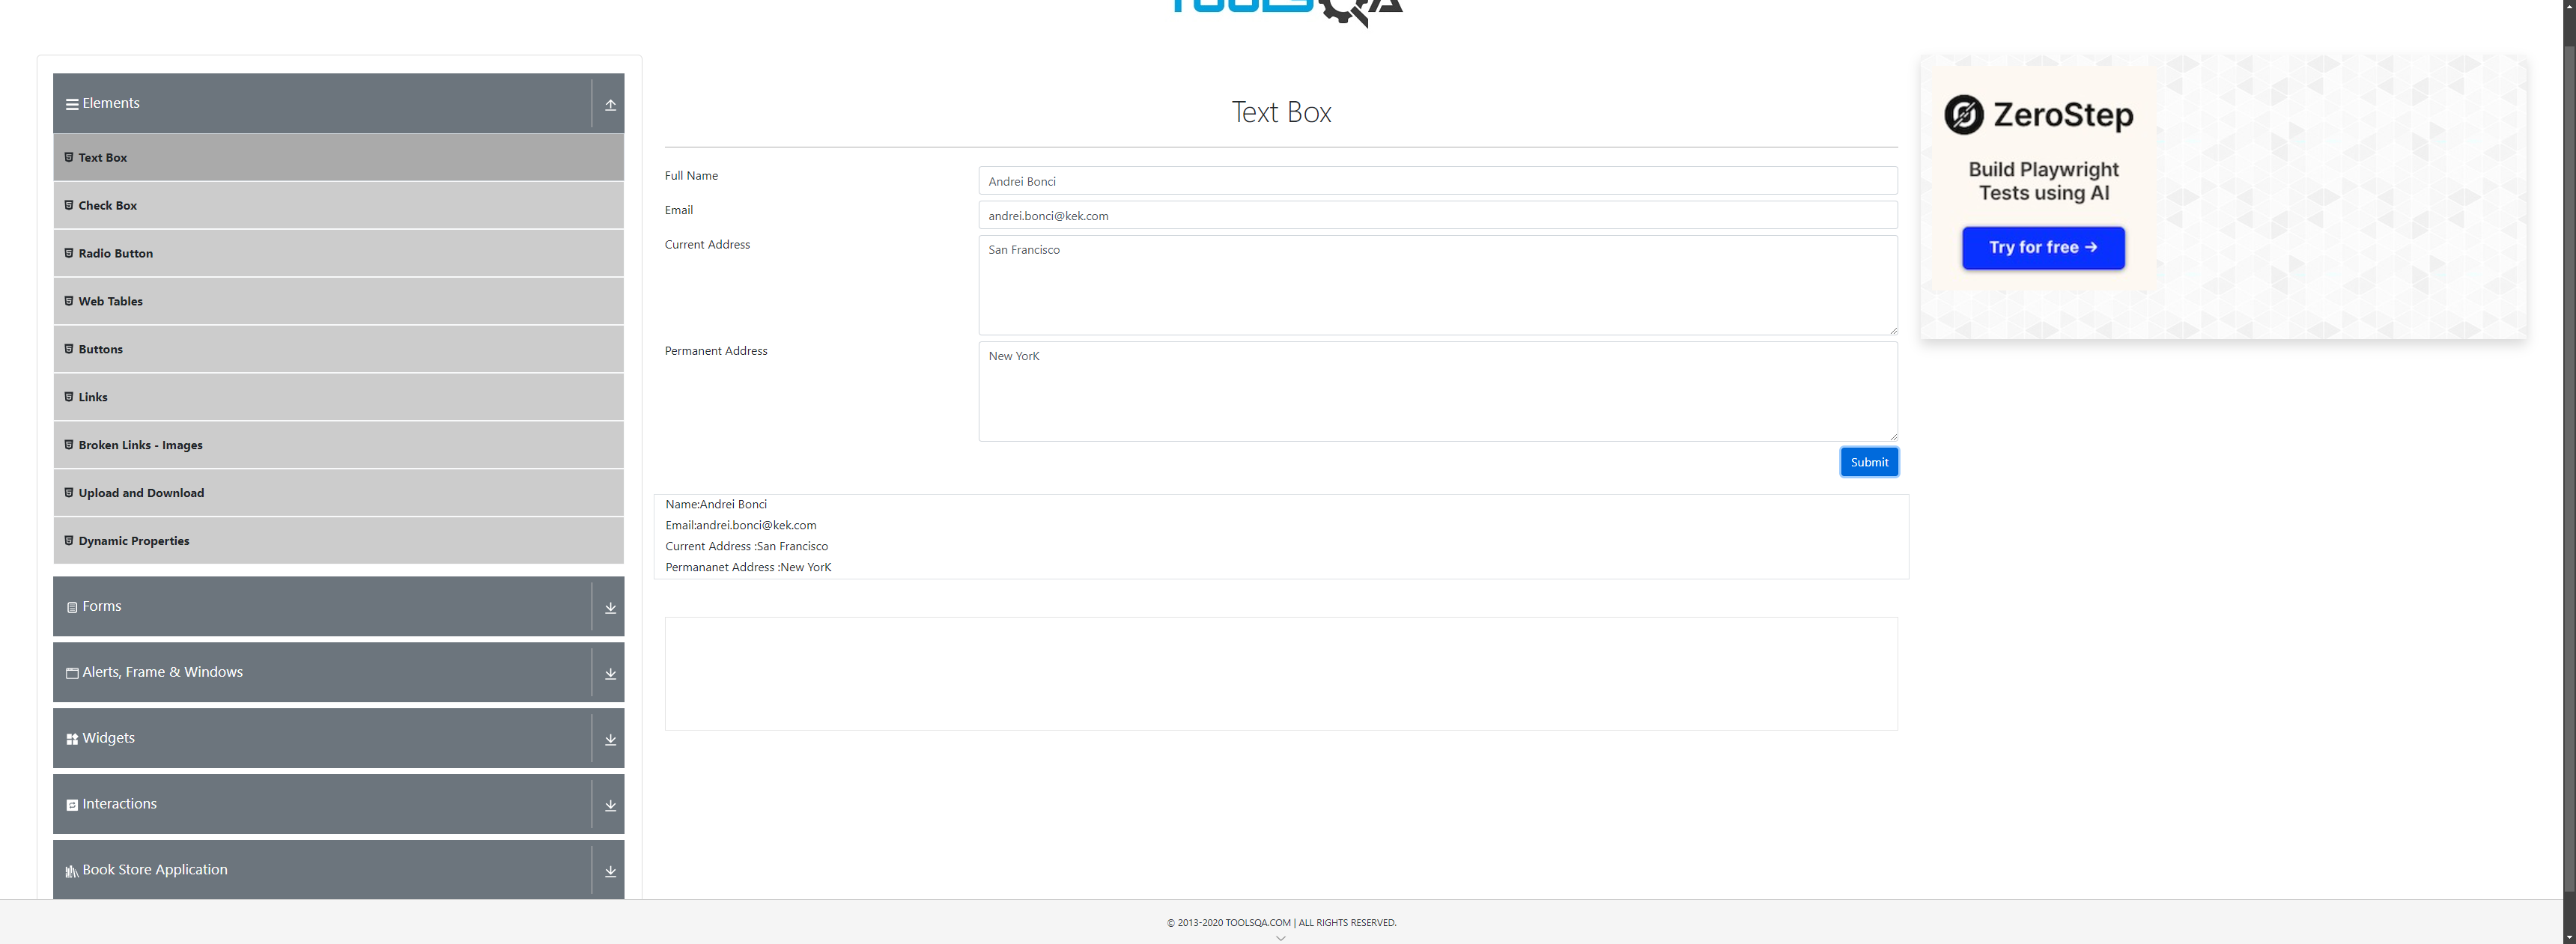 TOOLSQA
Elements
Text Box
Check Box
Radio Button
Web Tables
Buttons
Links
Broken Links - Images
Upload and Download
Dynamic Properties
Forms
Alerts, Frame & Windows
Widgets
Interactions
Book Store Application
Text Box
Full Name
Andrei Bonci
Email
andrei.bonci@kek.com
Current Address
San Francisco
Permanent Address
New YorK
Submit
Name:Andrei Bonci
Email:andrei.bonci@kek.com
Current Address :San Francisco
Permananet Address :New YorK
ZeroStep
Build Playwright
Tests using AI
Try for free →
© 2013-2020 TOOLSQA.COM | ALL RIGHTS RESERVED.